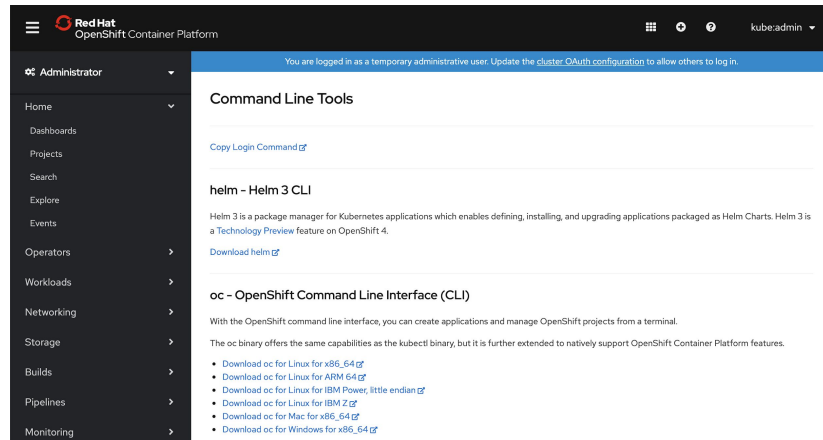 Red Hat
OpenShift Container Platform
kube:admin
Administrator
You are logged in as a temporary administrative user. Update the cluster OAuth configuration to allow others to log in.
Home
Dashboards
Projects
Search
Explore
Events
Operators
Workloads
Networking
Storage
Builds
Pipelines
Monitoring
Command Line Tools
Copy Login Command
helm - Helm 3 CLI
Helm 3 is a package manager for Kubernetes applications which enables defining, installing, and upgrading applications packaged as Helm Charts. Helm 3 is
a Technology Preview feature on OpenShift 4.
Download helm
oc - OpenShift Command Line Interface (CLI)
With the OpenShift command line interface, you can create applications and manage OpenShift projects from a terminal.
The oc binary offers the same capabilities as the kubectl binary, but it is further extended to natively support OpenShift Container Platform features.
Download oc for Linux for x86_64
Download oc for Linux for ARM 64
Download oc for Linux for IBM Power, little endian
Download oc for Linux for IBM Z
Download oc for Mac for x86_64
Download oc for Windows for x86_64